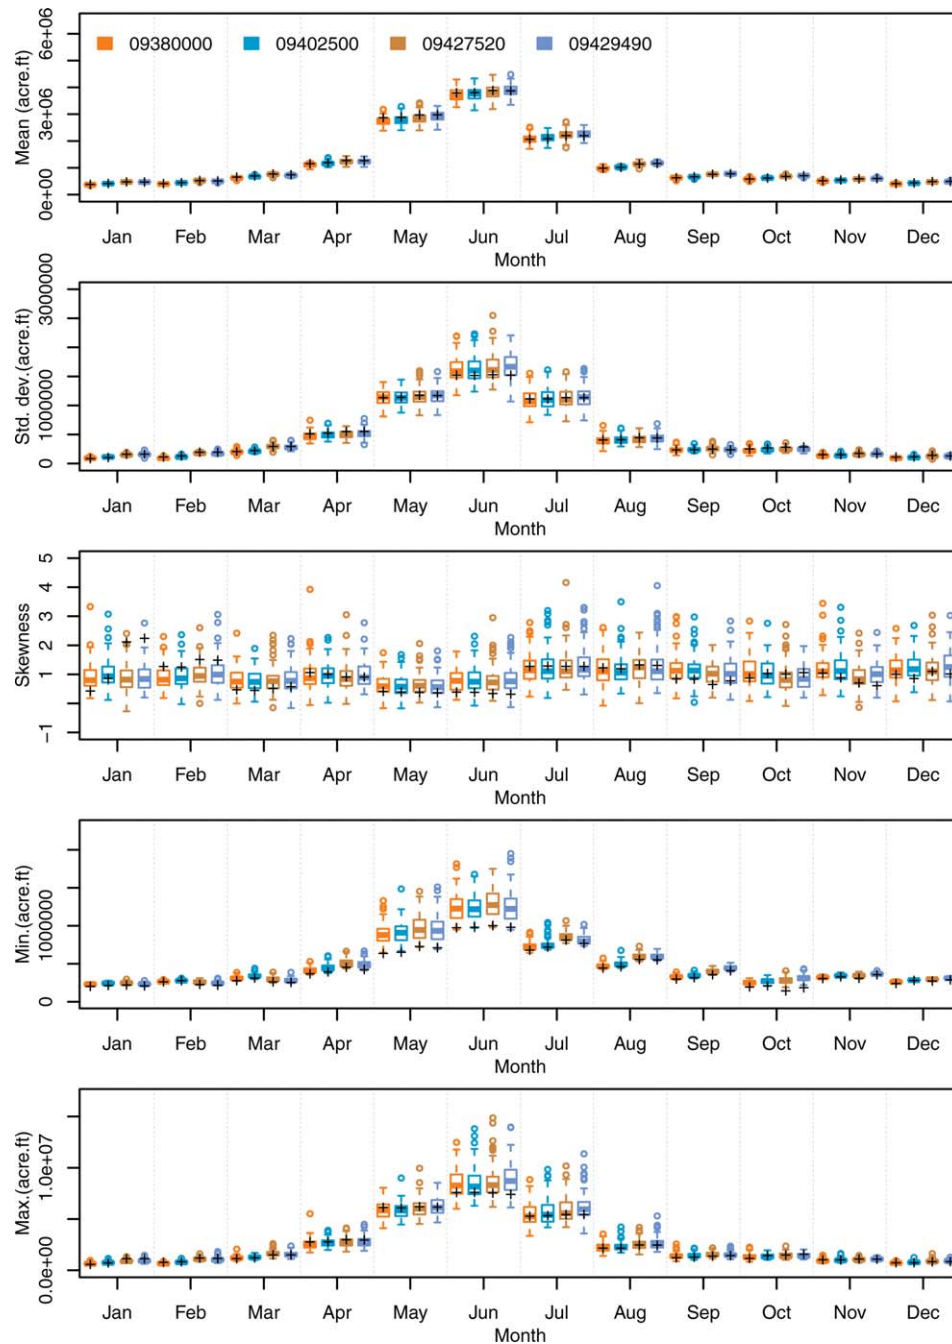 Mean (acre.ft)
0e+00 3e+06 6e+06
09380000 09402500 09427520 09429490
Jan Feb Mar Apr May Jun Jul Aug Sep Oct Nov Dec
Month
Std. dev.(acre.ft)
0 1000000 3000000
Jan Feb Mar Apr May Jun Jul Aug Sep Oct Nov Dec
Month
Skewness
−1 1 2 3 4 5
Jan Feb Mar Apr May Jun Jul Aug Sep Oct Nov Dec
Month
Min.(acre.ft)
0 1000000
Jan Feb Mar Apr May Jun Jul Aug Sep Oct Nov Dec
Month
Max.(acre.ft)
0.0e+00 1.0e+07
Jan Feb Mar Apr May Jun Jul Aug Sep Oct Nov Dec
Month